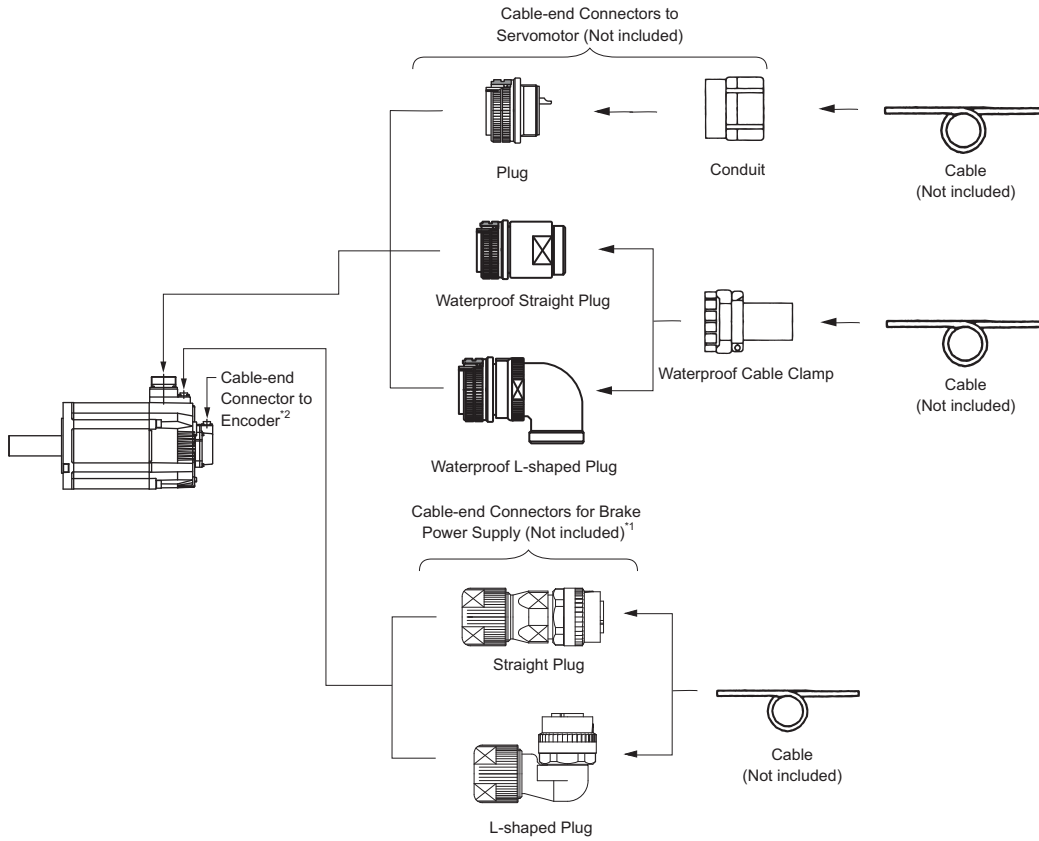 Cable-end Connectors to
Servomotor (Not included)
Plug
Conduit
Cable
(Not included)
Waterproof Straight Plug
Waterproof Cable Clamp
Cable
(Not included)
Cable-end
Connector to
Encoder*2
Waterproof L-shaped Plug
Cable-end Connectors for Brake
Power Supply (Not included)*1
Straight Plug
Cable
(Not included)
L-shaped Plug